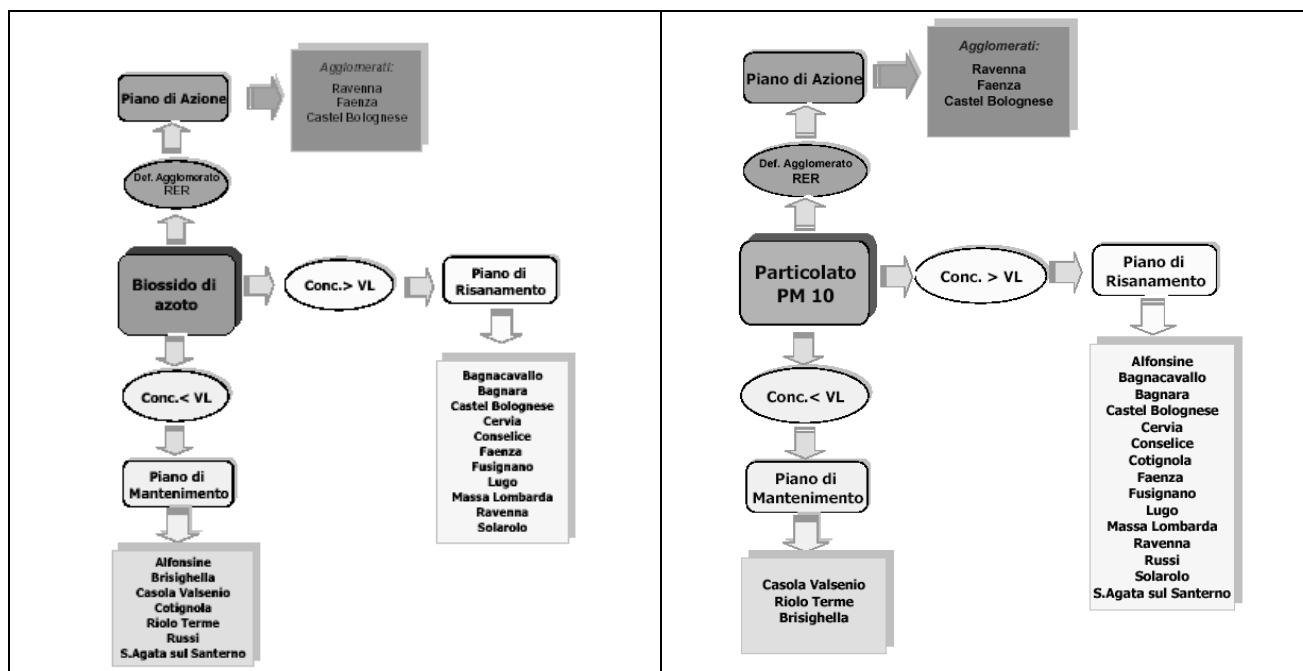 Piano di Azione
Agglomerati:
Ravenna
Faenza
Castel Bolognese
Def. Agglomerato
RER
Biossido di
azoto
Conc.> VL
Piano di
Risanamento
Bagnacavallo
Bagnara
Castel Bolognese
Cervia
Conselice
Faenza
Fusignano
Lugo
Massa Lombarda
Ravenna
Solarolo
Conc.< VL
Piano di
Mantenimento
Alfonsine
Brisighella
Casola Valsenio
Cotignola
Riolo Terme
Russi
S.Agata sul Santerno
Piano di Azione
Agglomerati:
Ravenna
Faenza
Castel Bolognese
Def. Agglomerato
RER
Particolato
PM 10
Conc. > VL
Piano di
Risanamento
Alfonsine
Bagnacavallo
Bagnara
Castel Bolognese
Cervia
Conselice
Cotignola
Faenza
Fusignano
Lugo
Massa Lombarda
Ravenna
Russi
Solarolo
S.Agata sul Santerno
Conc.< VL
Piano di
Mantenimento
Casola Valsenio
Riolo Terme
Brisighella